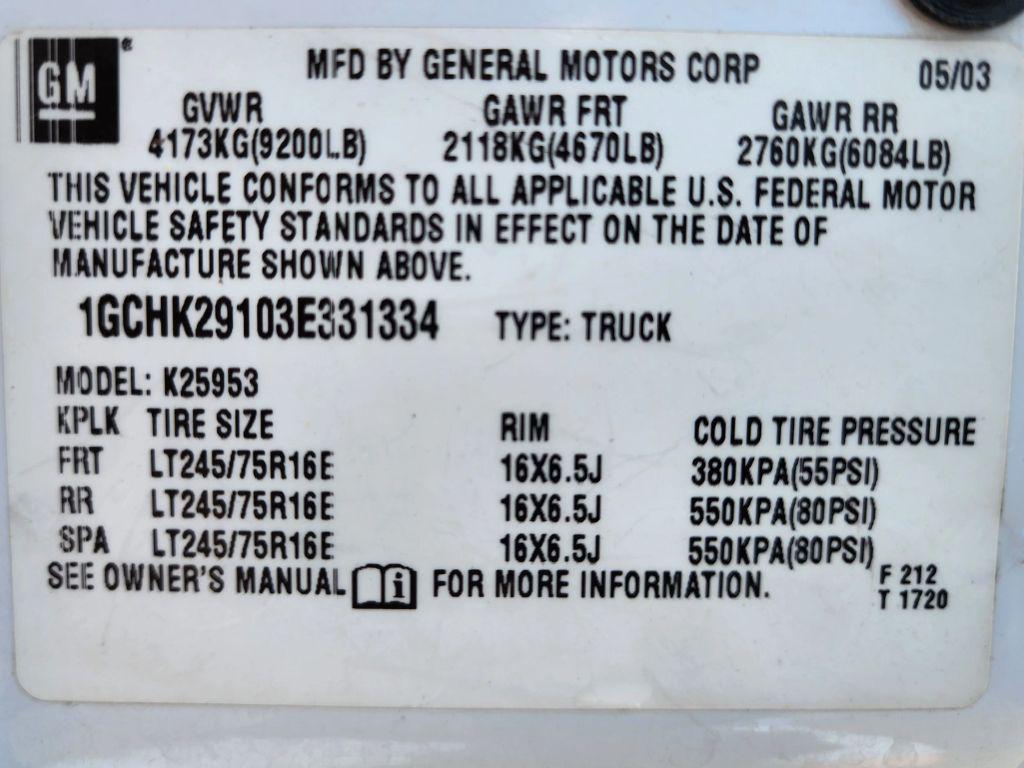 GM ®
MFD BY GENERAL MOTORS CORP 05/03
GVWR GAWR FRT GAWR RR
4173KG(9200LB) 2118KG(4670LB) 2760KG(6084LB)
THIS VEHICLE CONFORMS TO ALL APPLICABLE U.S. FEDERAL MOTOR
VEHICLE SAFETY STANDARDS IN EFFECT ON THE DATE OF
MANUFACTURE SHOWN ABOVE.
1GCHK29103E331334 TYPE: TRUCK
MODEL: K25953
KPLK TIRE SIZE RIM COLD TIRE PRESSURE
FRT LT245/75R16E 16X6.5J 380KPA(55PSI)
RR LT245/75R16E 16X6.5J 550KPA(80PSI)
SPA LT245/75R16E 16X6.5J 550KPA(80PSI)
SEE OWNER'S MANUAL i FOR MORE INFORMATION.
F 212
T 1720